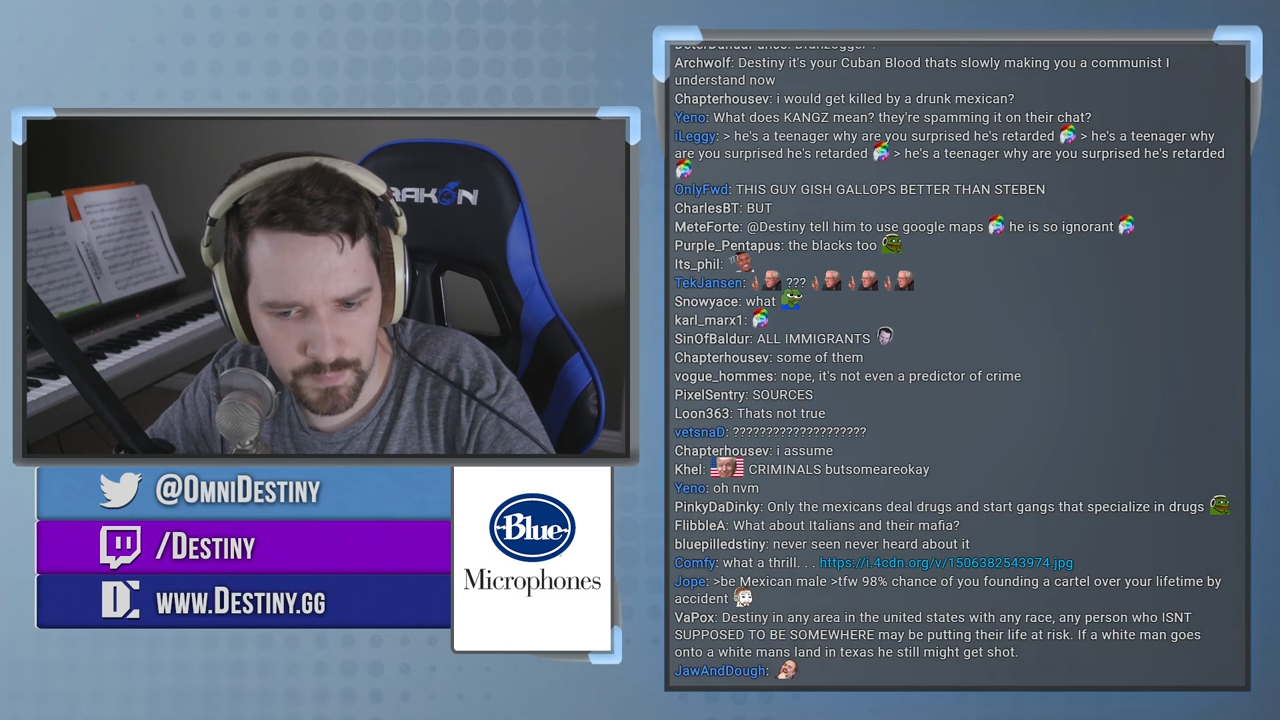 Archwolf: Destiny it's your Cuban Blood thats slowly making you a communist I
understand now
Chapterhousev: i would get killed by a drunk mexican?
Yeno: What does KANGZ mean? they're spamming it on their chat?
iLeggy: > he's a teenager why are you surprised he's retarded > he's a teenager why
are you surprised he's retarded > he's a teenager why are you surprised he's retarded
OnlyFwd: THIS GUY GISH GALLOPS BETTER THAN STEBEN
CharlesBT: BUT
MeteForte: @Destiny tell him to use google maps he is so ignorant
Purple_Pentapus: the blacks too
Its_phil:
TekJansen: ???
Snowyace: what
karl_marx1:
SinOfBaldur: ALL IMMIGRANTS
Chapterhousev: some of them
vogue_hommes: nope, it's not even a predictor of crime
PixelSentry: SOURCES
Loon363: Thats not true
vetsnaD: ????????????????????
Chapterhousev: i assume
Khel: CRIMINALS butsomeareokay
Yeno: oh nvm
PinkyDaDinky: Only the mexicans deal drugs and start gangs that specialize in drugs
FlibbleA: What about Italians and their mafia?
bluepilledestiny: never seen never heard about it
Comfy: what a thrill. . . https://i.4cdn.org/v/1506382543974.jpg
Jope: >be Mexican male >tfw 98% chance of you founding a cartel over your lifetime by
accident
VaPox: Destiny in any area in the united states with any race, any person who ISNT
SUPPOSED TO BE SOMEWHERE may be putting their life at risk. If a white man goes
onto a white mans land in texas he still might get shot.
JawAndDough:
@OmniDestiny
/Destiny
www.Destiny.gg
Blue
Microphones